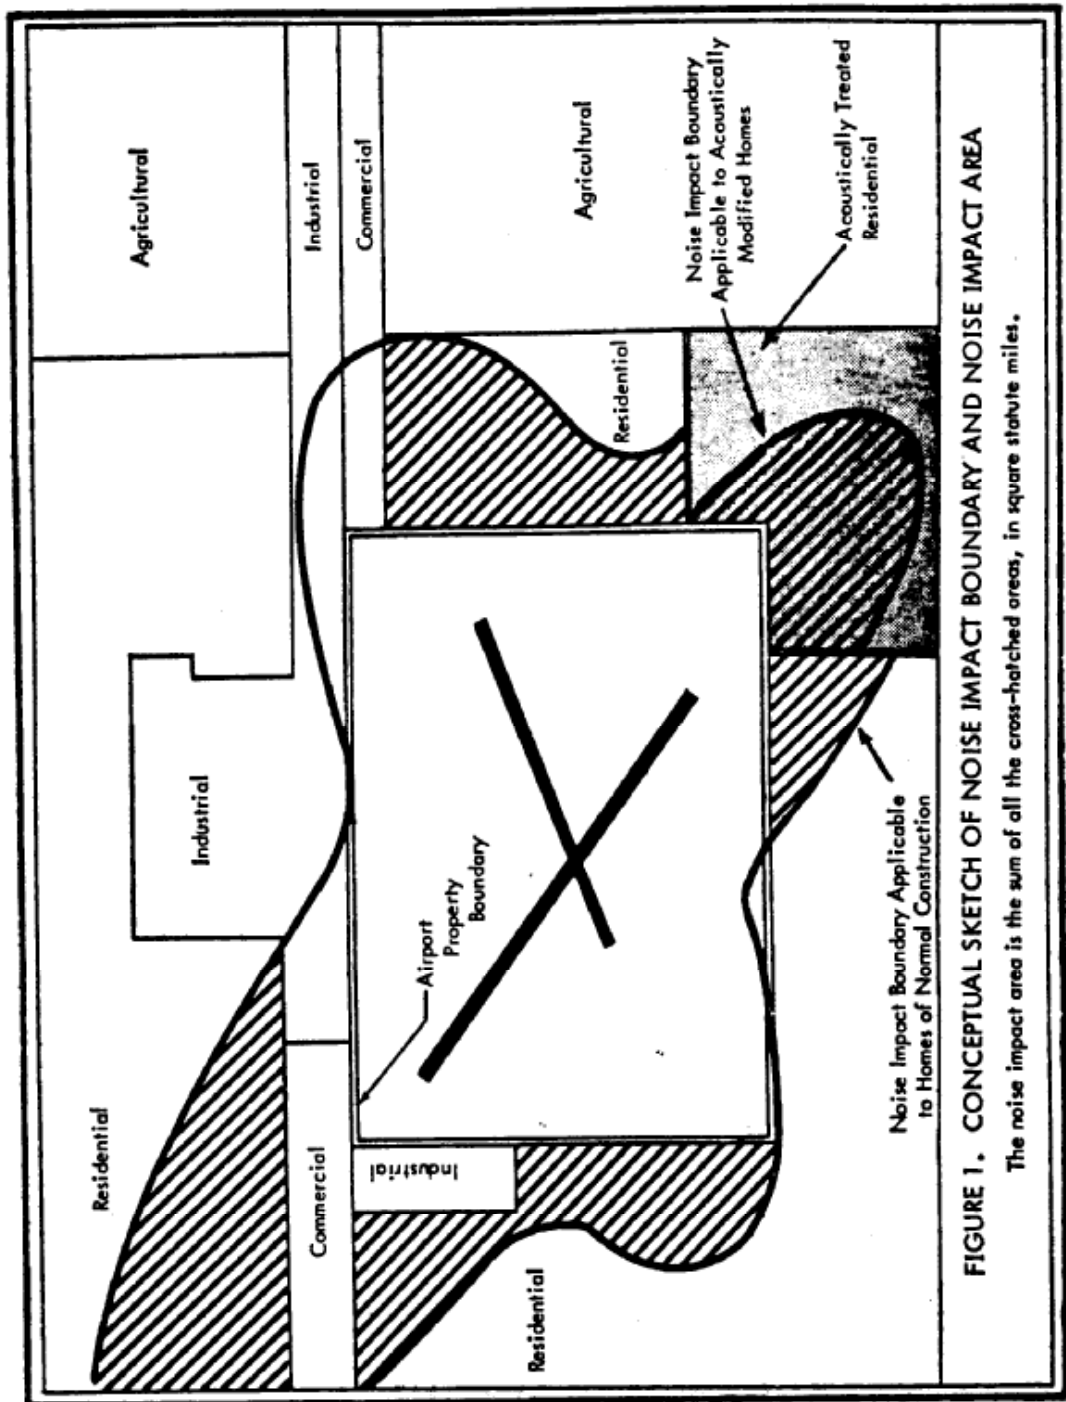 Agricultural
Industrial
Commercial
Agricultural
Noise Impact Boundary
Applicable to Acoustically
Modified Homes
Acoustically Treated
Residential
Residential
Industrial
Airport
Property
Boundary
Residential
Commercial
Industrial
Residential
Noise Impact Boundary Applicable
to Homes of Normal Construction
FIGURE 1. CONCEPTUAL SKETCH OF NOISE IMPACT BOUNDARY AND NOISE IMPACT AREA
The noise impact area is the sum of all the cross-hatched areas, in square statute miles.